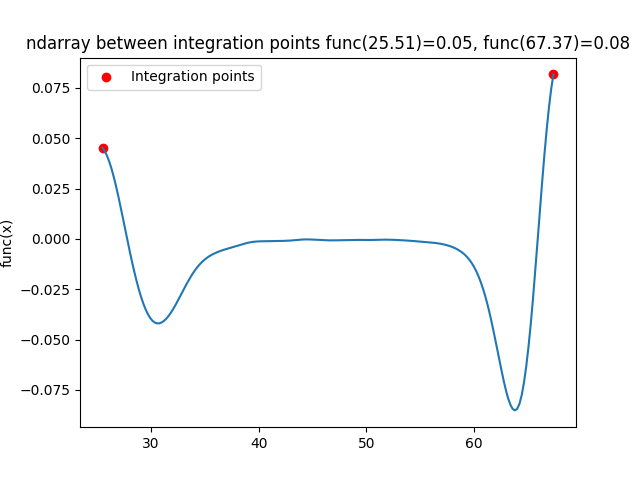 ndarray between integration points func(25.51)=0.05, func(67.37)=0.08
Integration points
func(x)
0.075
0.050
0.025
0.000
−0.025
−0.050
−0.075
30 40 50 60